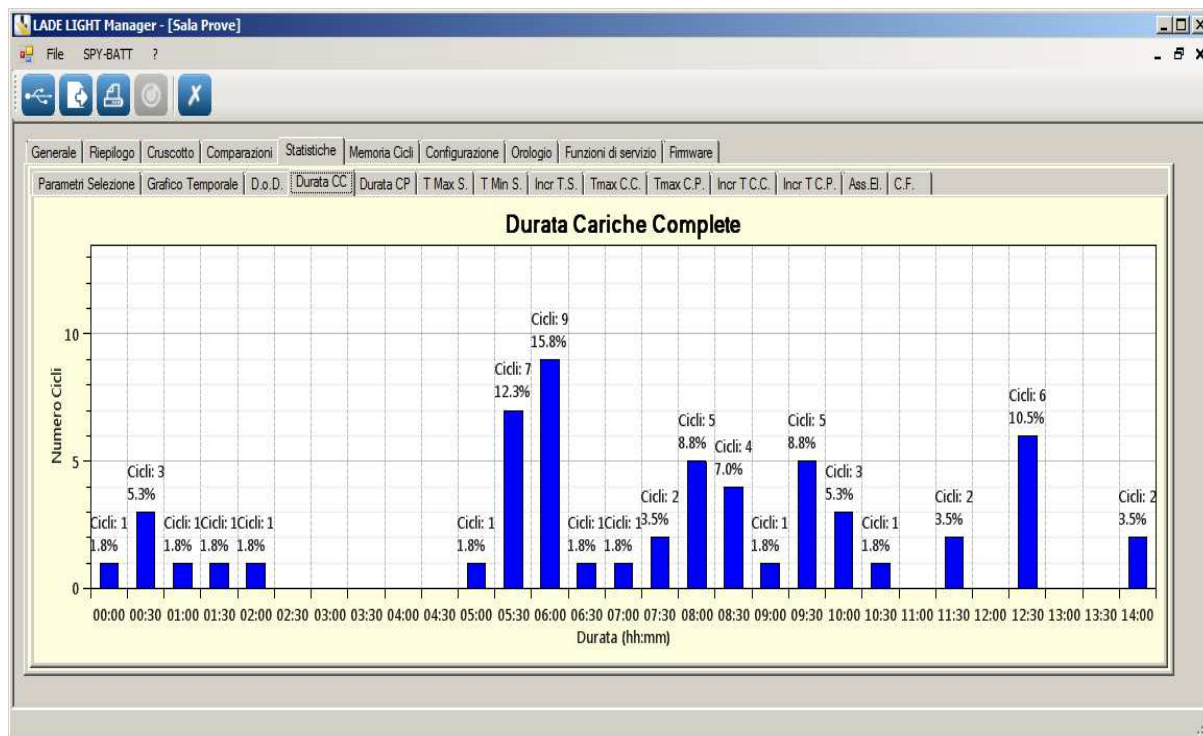 LADE LIGHT Manager - [Sala Prove]
File SPY-BATT ?
Generale Riepilogo Cruscotto Comparazioni Statistiche Memoria Cicli Configurazione Orologio Funzioni di servizio Firmware
Parametri Selezione Grafico Temporale D.o.D. Durata CC Durata CP T Max S. T Min S. Incr T.S. Tmax C.C. Tmax C.P. Incr T C.C. Incr T C.P. Ass.El. C.F.
Durata Cariche Complete
Numero Cicli
10
5
0
Cicli: 1
1.8%
Cicli: 3
5.3%
Cicli: 1
1.8%
Cicli: 1
1.8%
Cicli: 1
1.8%
Cicli: 1
1.8%
Cicli: 7
12.3%
Cicli: 9
15.8%
Cicli: 1
1.8%
Cicli: 1
1.8%
Cicli: 2
3.5%
Cicli: 5
8.8%
Cicli: 4
7.0%
Cicli: 1
1.8%
Cicli: 5
8.8%
Cicli: 3
5.3%
Cicli: 1
1.8%
Cicli: 2
3.5%
Cicli: 6
10.5%
Cicli: 2
3.5%
00:00 00:30 01:00 01:30 02:00 02:30 03:00 03:30 04:00 04:30 05:00 05:30 06:00 06:30 07:00 07:30 08:00 08:30 09:00 09:30 10:00 10:30 11:00 11:30 12:00 12:30 13:00 13:30 14:00
Durata (hh:mm)